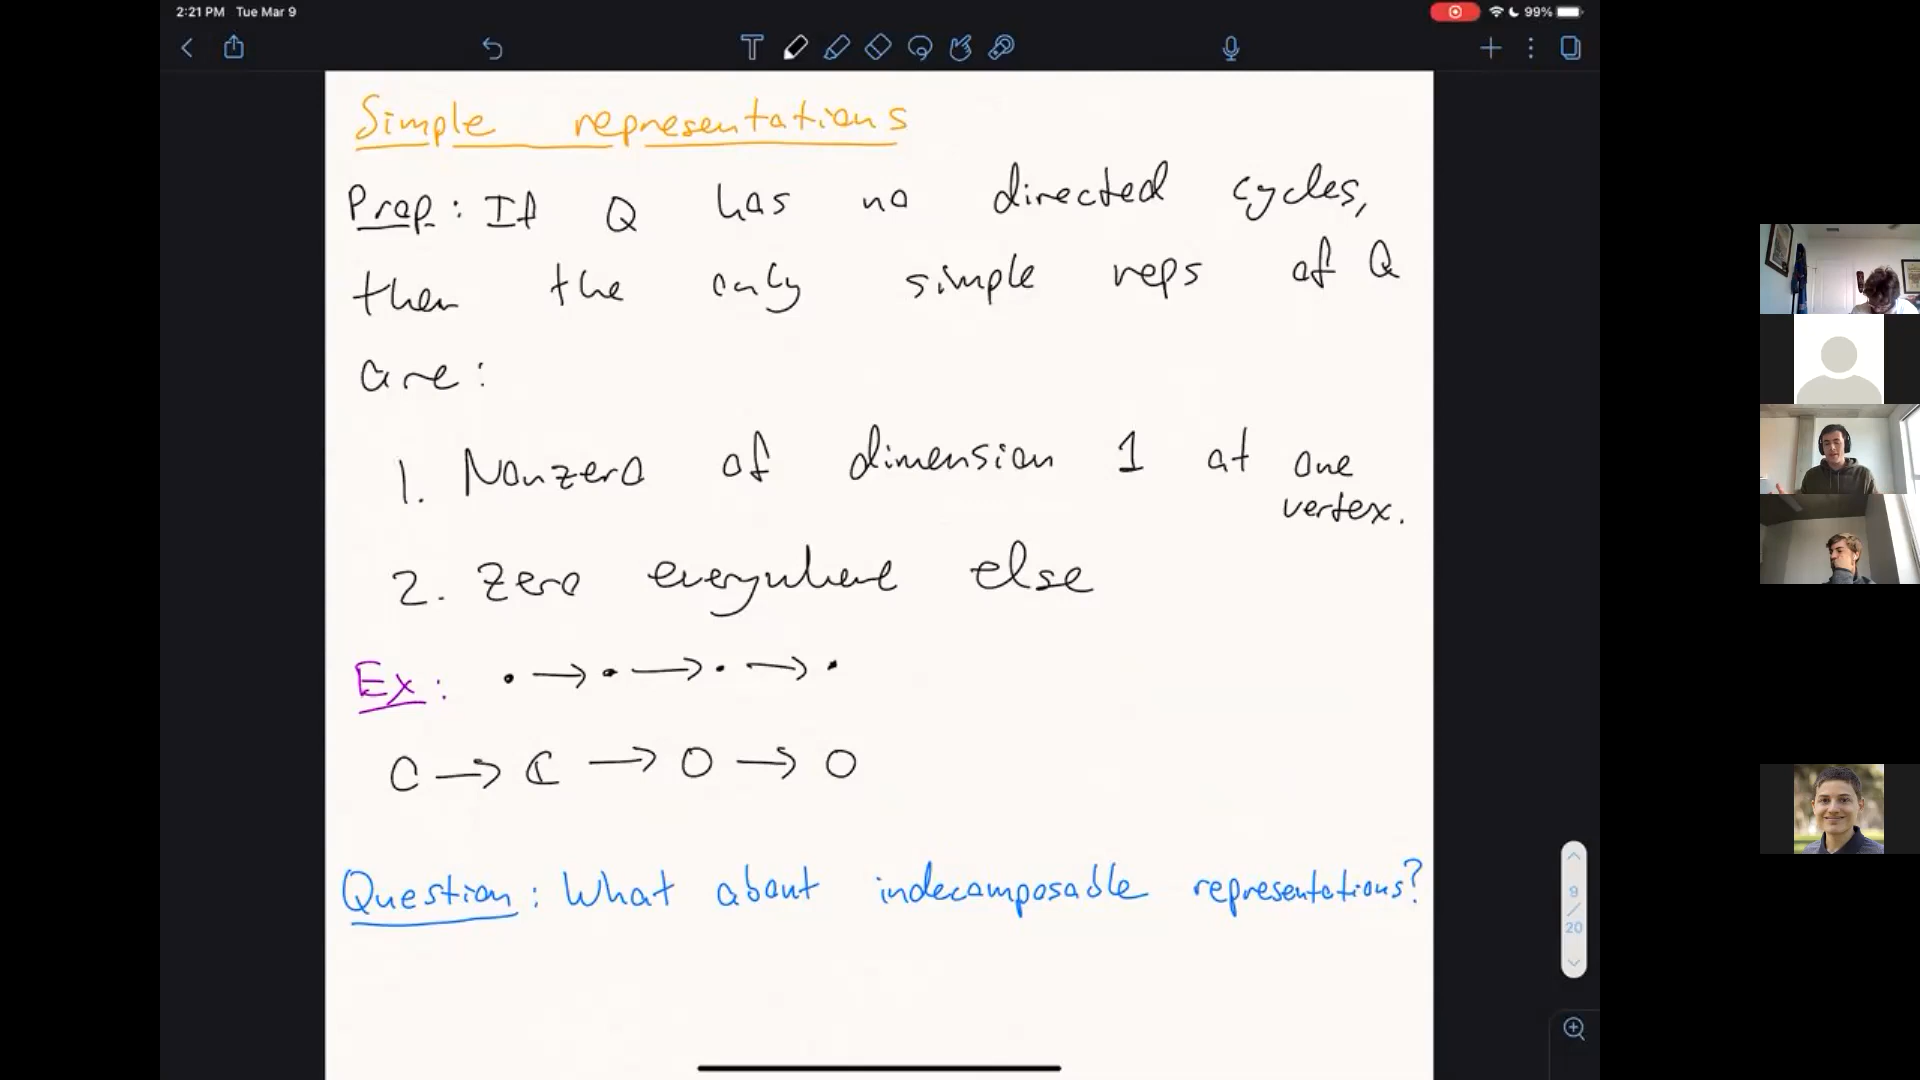 2:21 PM Tue Mar 9
99%
Simple representations
Prop: If Q has no directed cycles,
then the only simple reps of Q
are:
1. Nonzero of dimension 1 at one
vertex.
2. Zero everywhere else
Ex: · → · → · → ·
0 → ℂ → 0 → 0
Question: What about indecomposable representations?
9
/
20